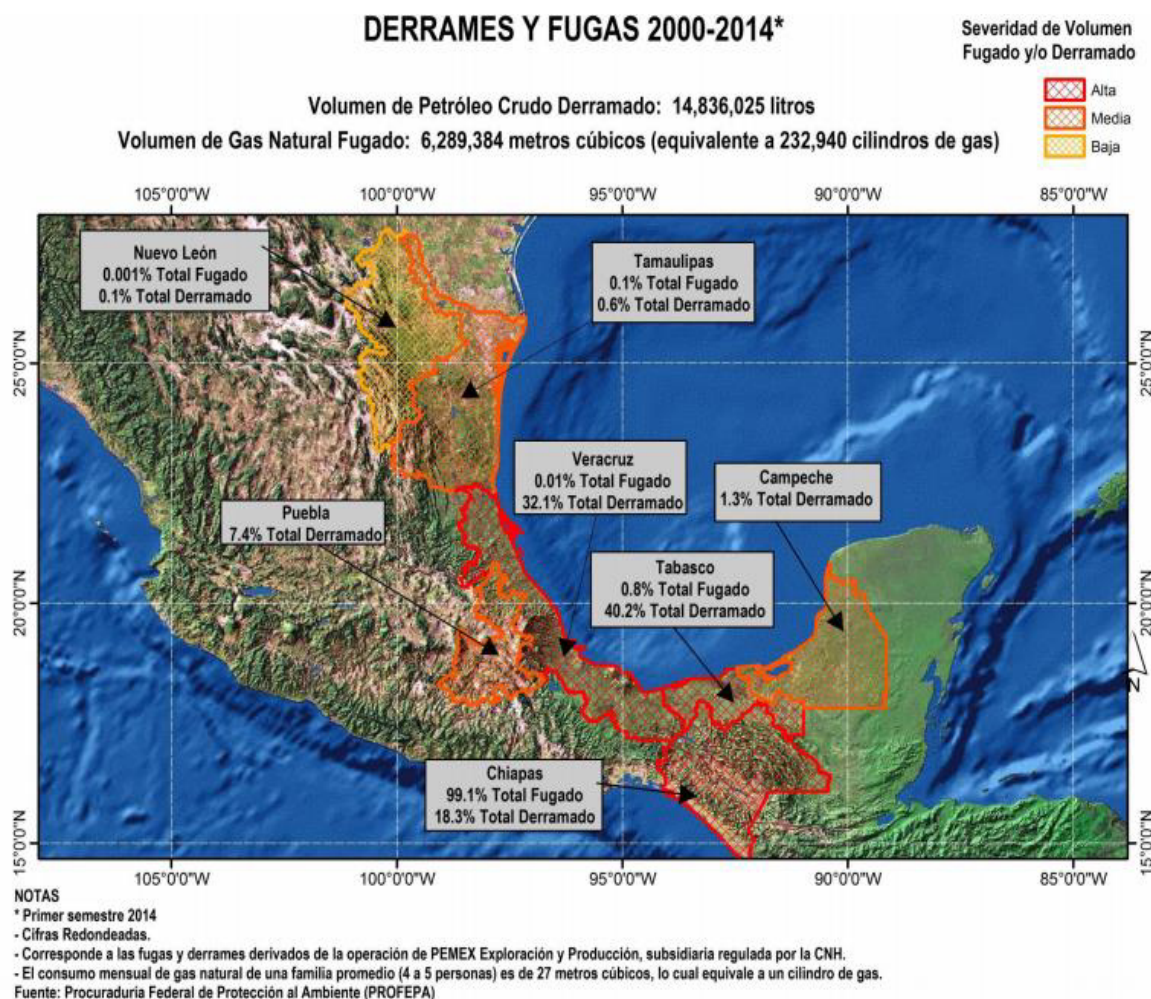 DERRAMES Y FUGAS 2000-2014*
Severidad de Volumen
Fugado y/o Derramado
Alta
Media
Baja
Volumen de Petróleo Crudo Derramado: 14,836,025 litros
Volumen de Gas Natural Fugado: 6,289,384 metros cúbicos (equivalente a 232,940 cilindros de gas)
105°0'0"W 100°0'0"W 95°0'0"W 90°0'0"W 85°0'0"W
Nuevo León
0.001% Total Fugado
0.1% Total Derramado
Tamaulipas
0.1% Total Fugado
0.6% Total Derramado
25°0'0"N 25°0'0"N
Veracruz
0.01% Total Fugado
32.1% Total Derramado
Campeche
1.3% Total Derramado
Puebla
7.4% Total Derramado
Tabasco
0.8% Total Fugado
40.2% Total Derramado
20°0'0"N 20°0'0"N
N
Chiapas
99.1% Total Fugado
18.3% Total Derramado
15°0'0"N 15°0'0"N
105°0'0"W 100°0'0"W 95°0'0"W 90°0'0"W 85°0'0"W
NOTAS
* Primer semestre 2014
- Cifras Redondeadas.
- Corresponde a las fugas y derrames derivados de la operación de PEMEX Exploración y Producción, subsidiaria regulada por la CNH.
- El consumo mensual de gas natural de una familia promedio (4 a 5 personas) es de 27 metros cúbicos, lo cual equivale a un cilindro de gas.
Fuente: Procuraduría Federal de Protección al Ambiente (PROFEPA)